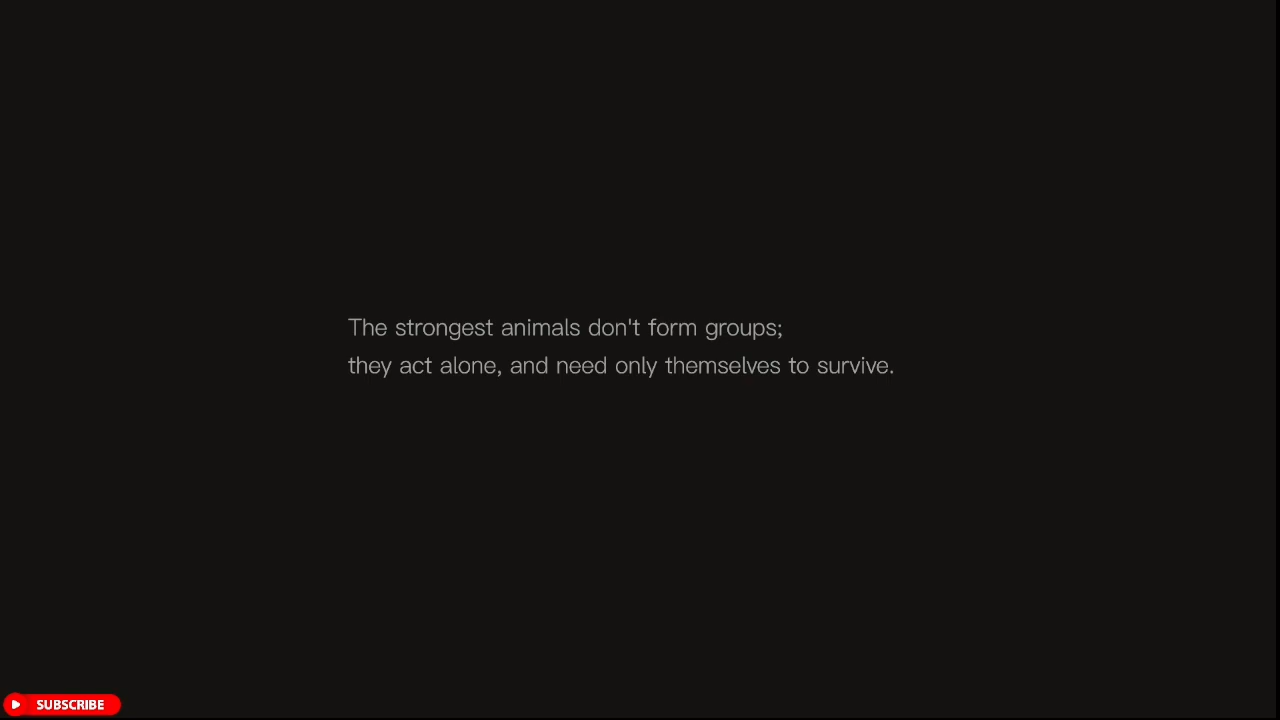 The strongest animals don't form groups;
they act alone, and need only themselves to survive.
SUBSCRIBE